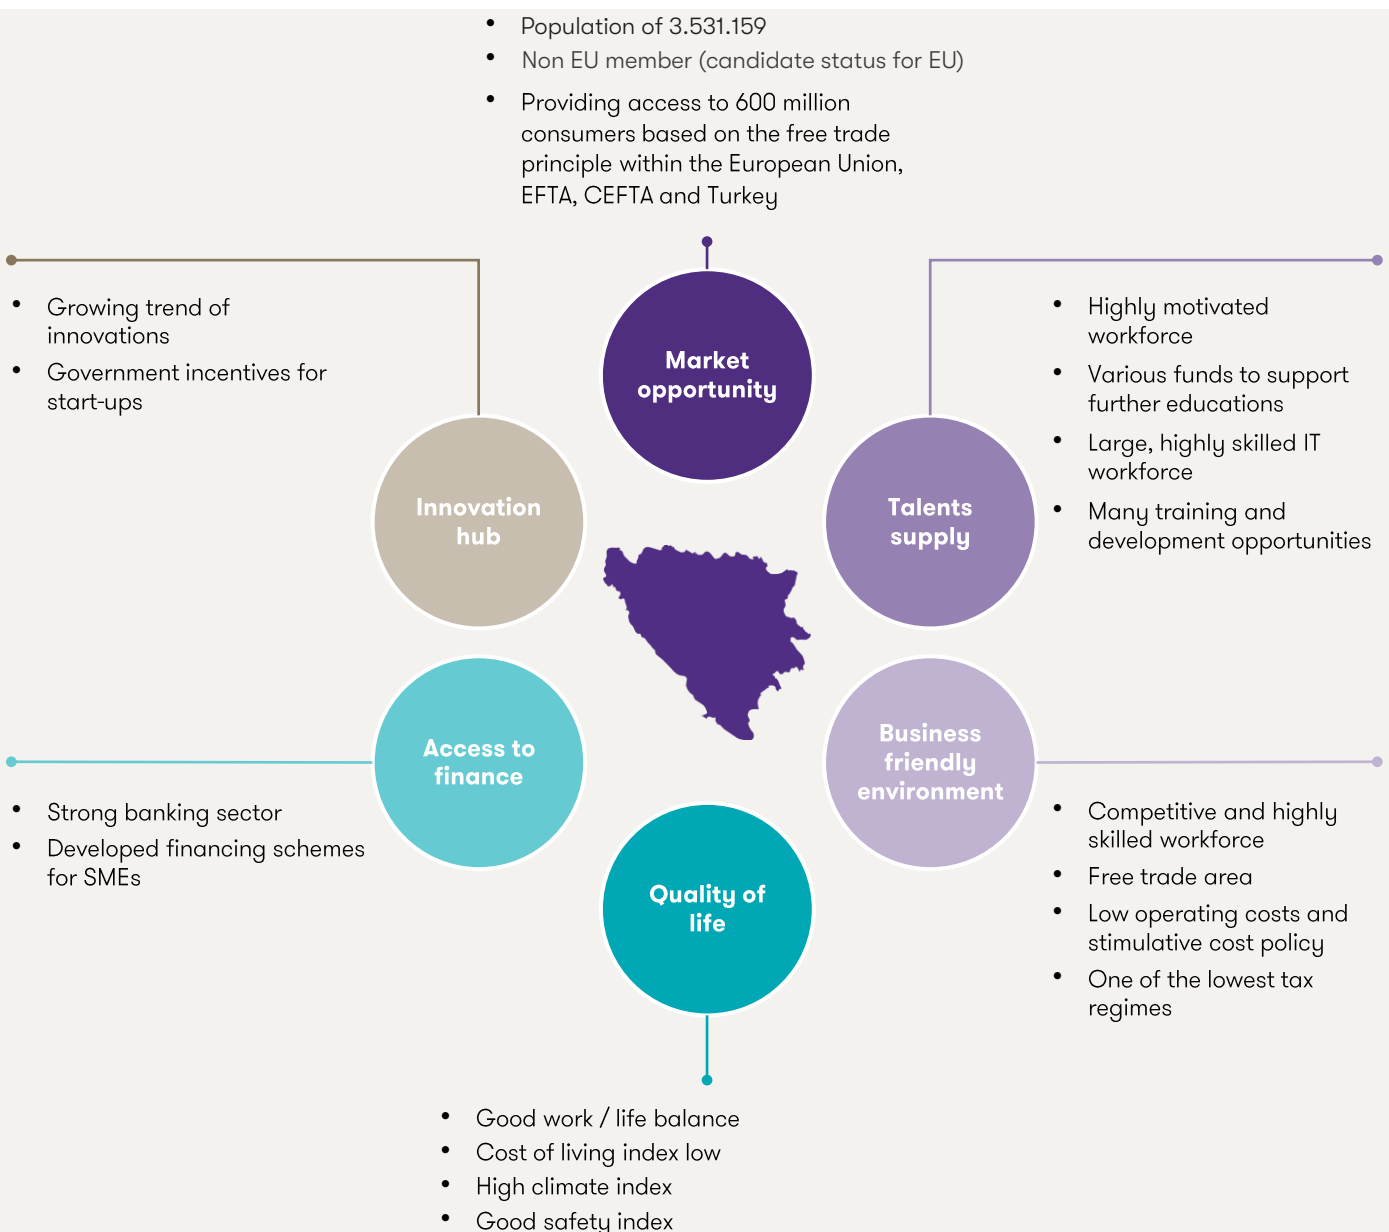 • Population of 3.531.159
• Non EU member (candidate status for EU)
• Providing access to 600 million
consumers based on the free trade
principle within the European Union,
EFTA, CEFTA and Turkey
Market
opportunity
• Growing trend of
innovations
• Government incentives for
start-ups
Innovation
hub
• Highly motivated
workforce
• Various funds to support
further educations
• Large, highly skilled IT
workforce
• Many training and
development opportunities
Talents
supply
Access to
finance
• Strong banking sector
• Developed financing schemes
for SMEs
Business
friendly
environment
• Competitive and highly
skilled workforce
• Free trade area
• Low operating costs and
stimulative cost policy
• One of the lowest tax
regimes
Quality of
life
• Good work / life balance
• Cost of living index low
• High climate index
• Good safety index